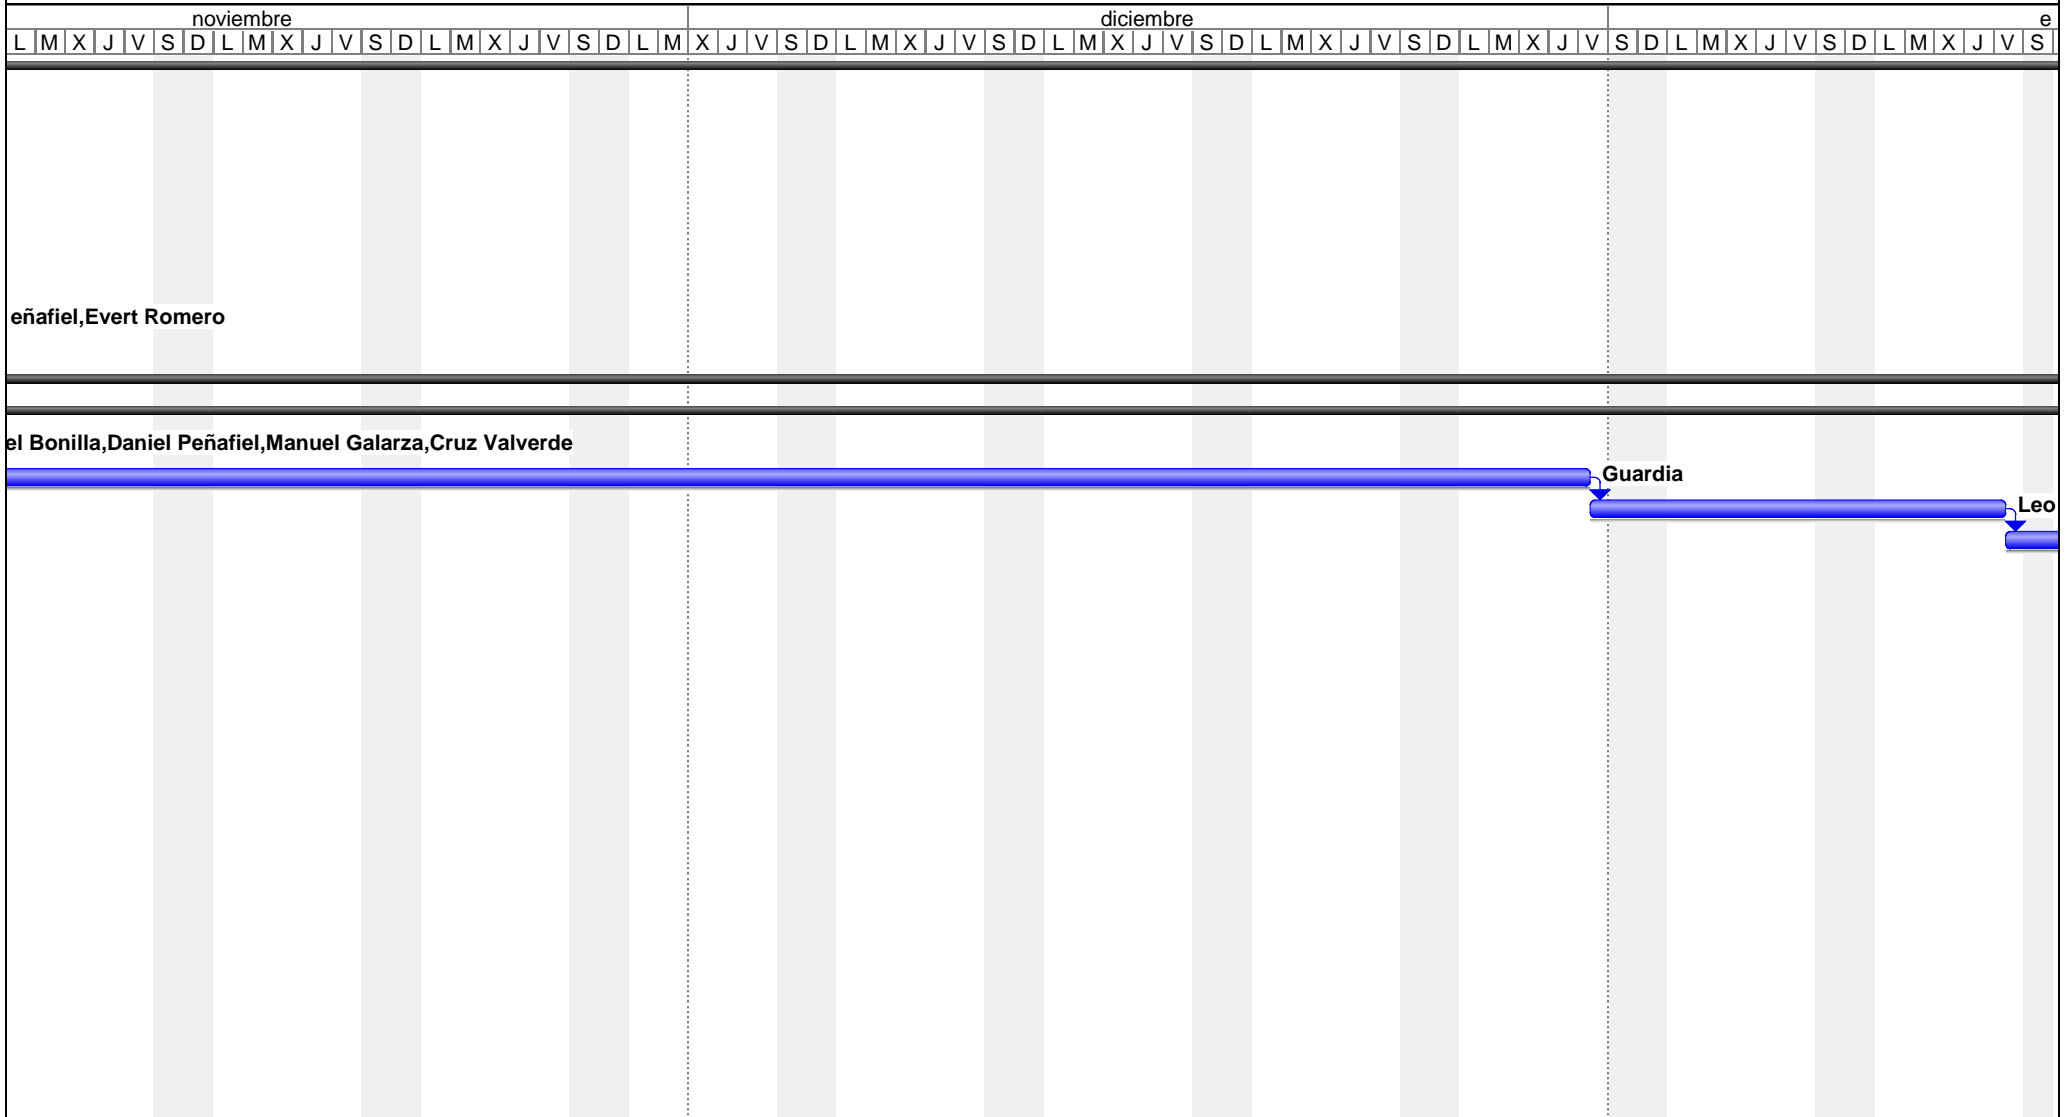 noviembre diciembre e
L M X J V S D L M X J V S D L M X J V S D L M X J V S D L M X J V S D L M X J V S D L M X J V S D L M X J V S D L M X J V S D L M X J V S
eñafiel,Evert Romero
el Bonilla,Daniel Peñafiel,Manuel Galarza,Cruz Valverde
Guardia
Leo